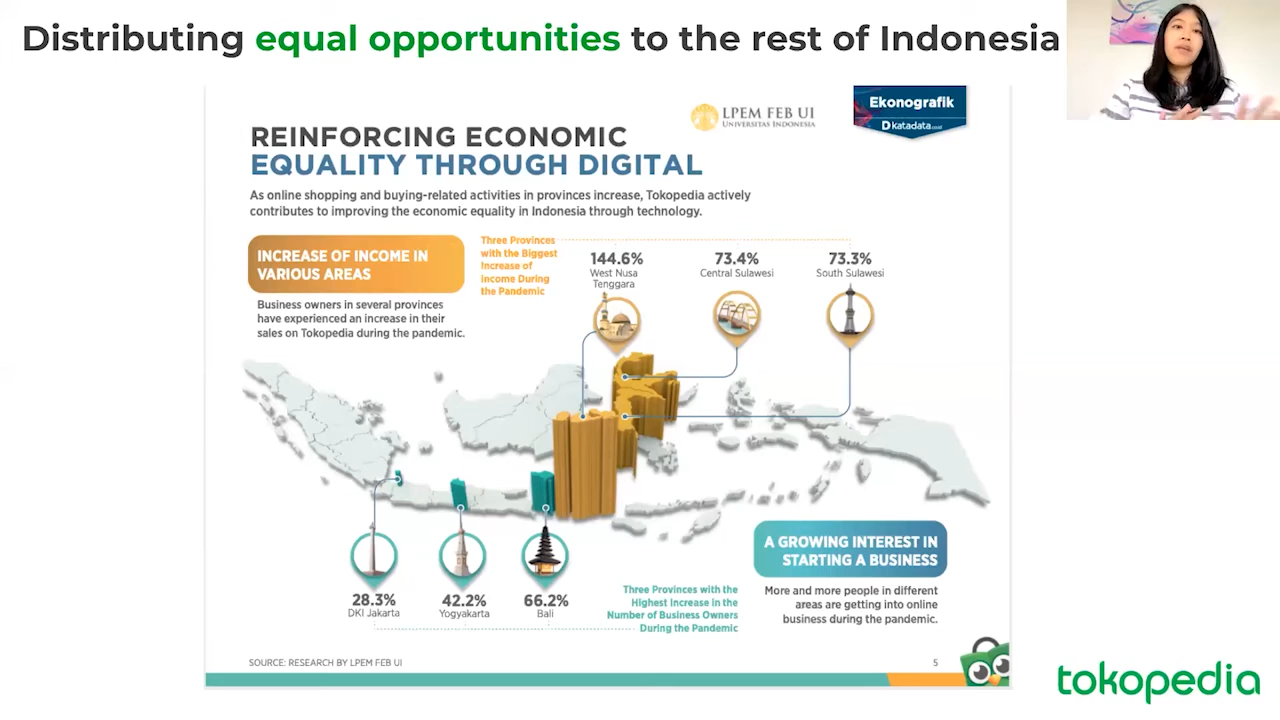 Distributing equal opportunities to the rest of Indonesia
LPEM FEB UI
UNIVERSITAS INDONESIA
Ekonografik
Dkatadata.co.id
REINFORCING ECONOMIC
EQUALITY THROUGH DIGITAL
As online shopping and buying-related activities in provinces increase, Tokopedia actively
contributes to improving the economic equality in Indonesia through technology.
INCREASE OF INCOME IN
VARIOUS AREAS
Business owners in several provinces
have experienced an increase in their
sales on Tokopedia during the pandemic.
Three Provinces
with the Biggest
Increase of
Income During
the Pandemic
144.6%
West Nusa
Tenggara
73.4%
Central Sulawesi
73.3%
South Sulawesi
28.3%
DKI Jakarta
42.2%
Yogyakarta
66.2%
Bali
Three Provinces with the
Highest Increase in the
Number of Business Owners
During the Pandemic
A GROWING INTEREST IN
STARTING A BUSINESS
More and more people in different
areas are getting into online
business during the pandemic.
SOURCE: RESEARCH BY LPEM FEB UI
5
tokopedia